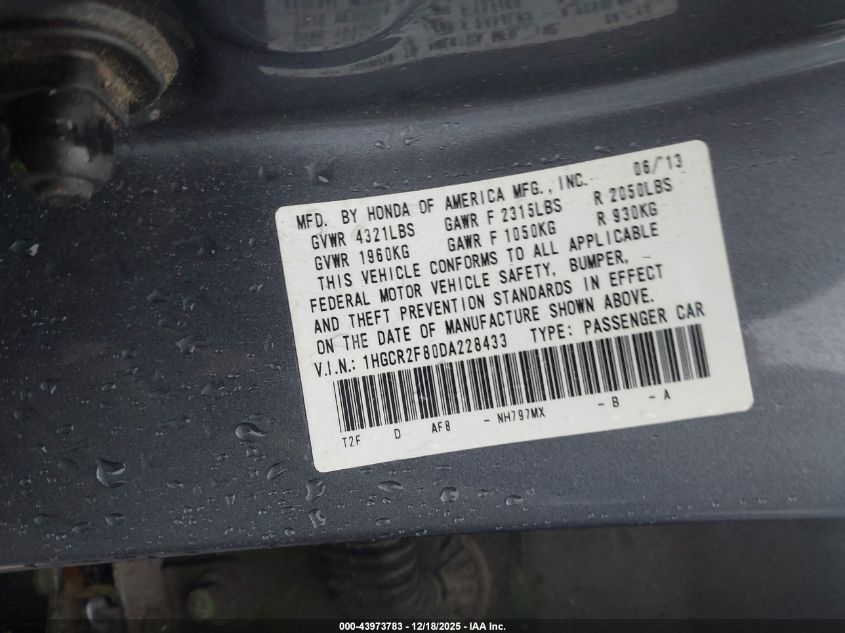 MFD. BY HONDA OF AMERICA MFG., INC. 06/13
GVWR 4321LBS GAWR F 2315LBS R 2050LBS
GVWR 1960KG GAWR F 1050KG R 930KG
THIS VEHICLE CONFORMS TO ALL APPLICABLE
FEDERAL MOTOR VEHICLE SAFETY, BUMPER,
AND THEFT PREVENTION STANDARDS IN EFFECT
ON THE DATE OF MANUFACTURE SHOWN ABOVE.
V.I.N.: 1HGCR2F80DA228433 TYPE: PASSENGER CAR
T2F D AF8 - NH797MX - B - A
000-43973783 - 12/18/2025 - IAA Inc.